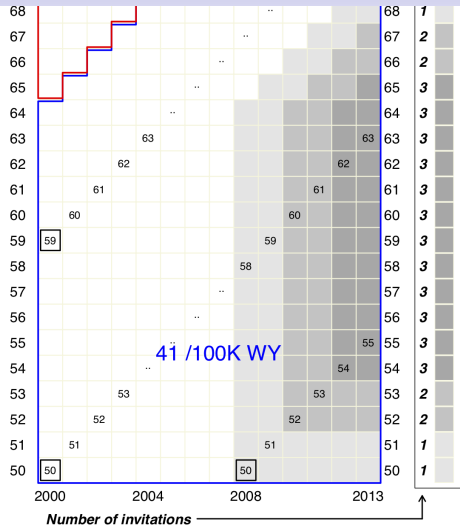 68 .. 68 1
67 .. 67 2
66 .. 66 2
65 .. 65 3
64 .. 64 3
63 63 63 63 3
62 62 62 62 3
61 61 61 61 3
60 60 60 60 3
59 59 59 59 3
58 58 58 3
57 .. 57 3
56 .. 56 3
55 .. 55 55 3
41 /100K WY
54 .. 54 54 3
53 53 53 53 2
52 52 52 52 2
51 51 51 51 1
50 50 50 50 1
2000 2004 2008 2013
Number of invitations